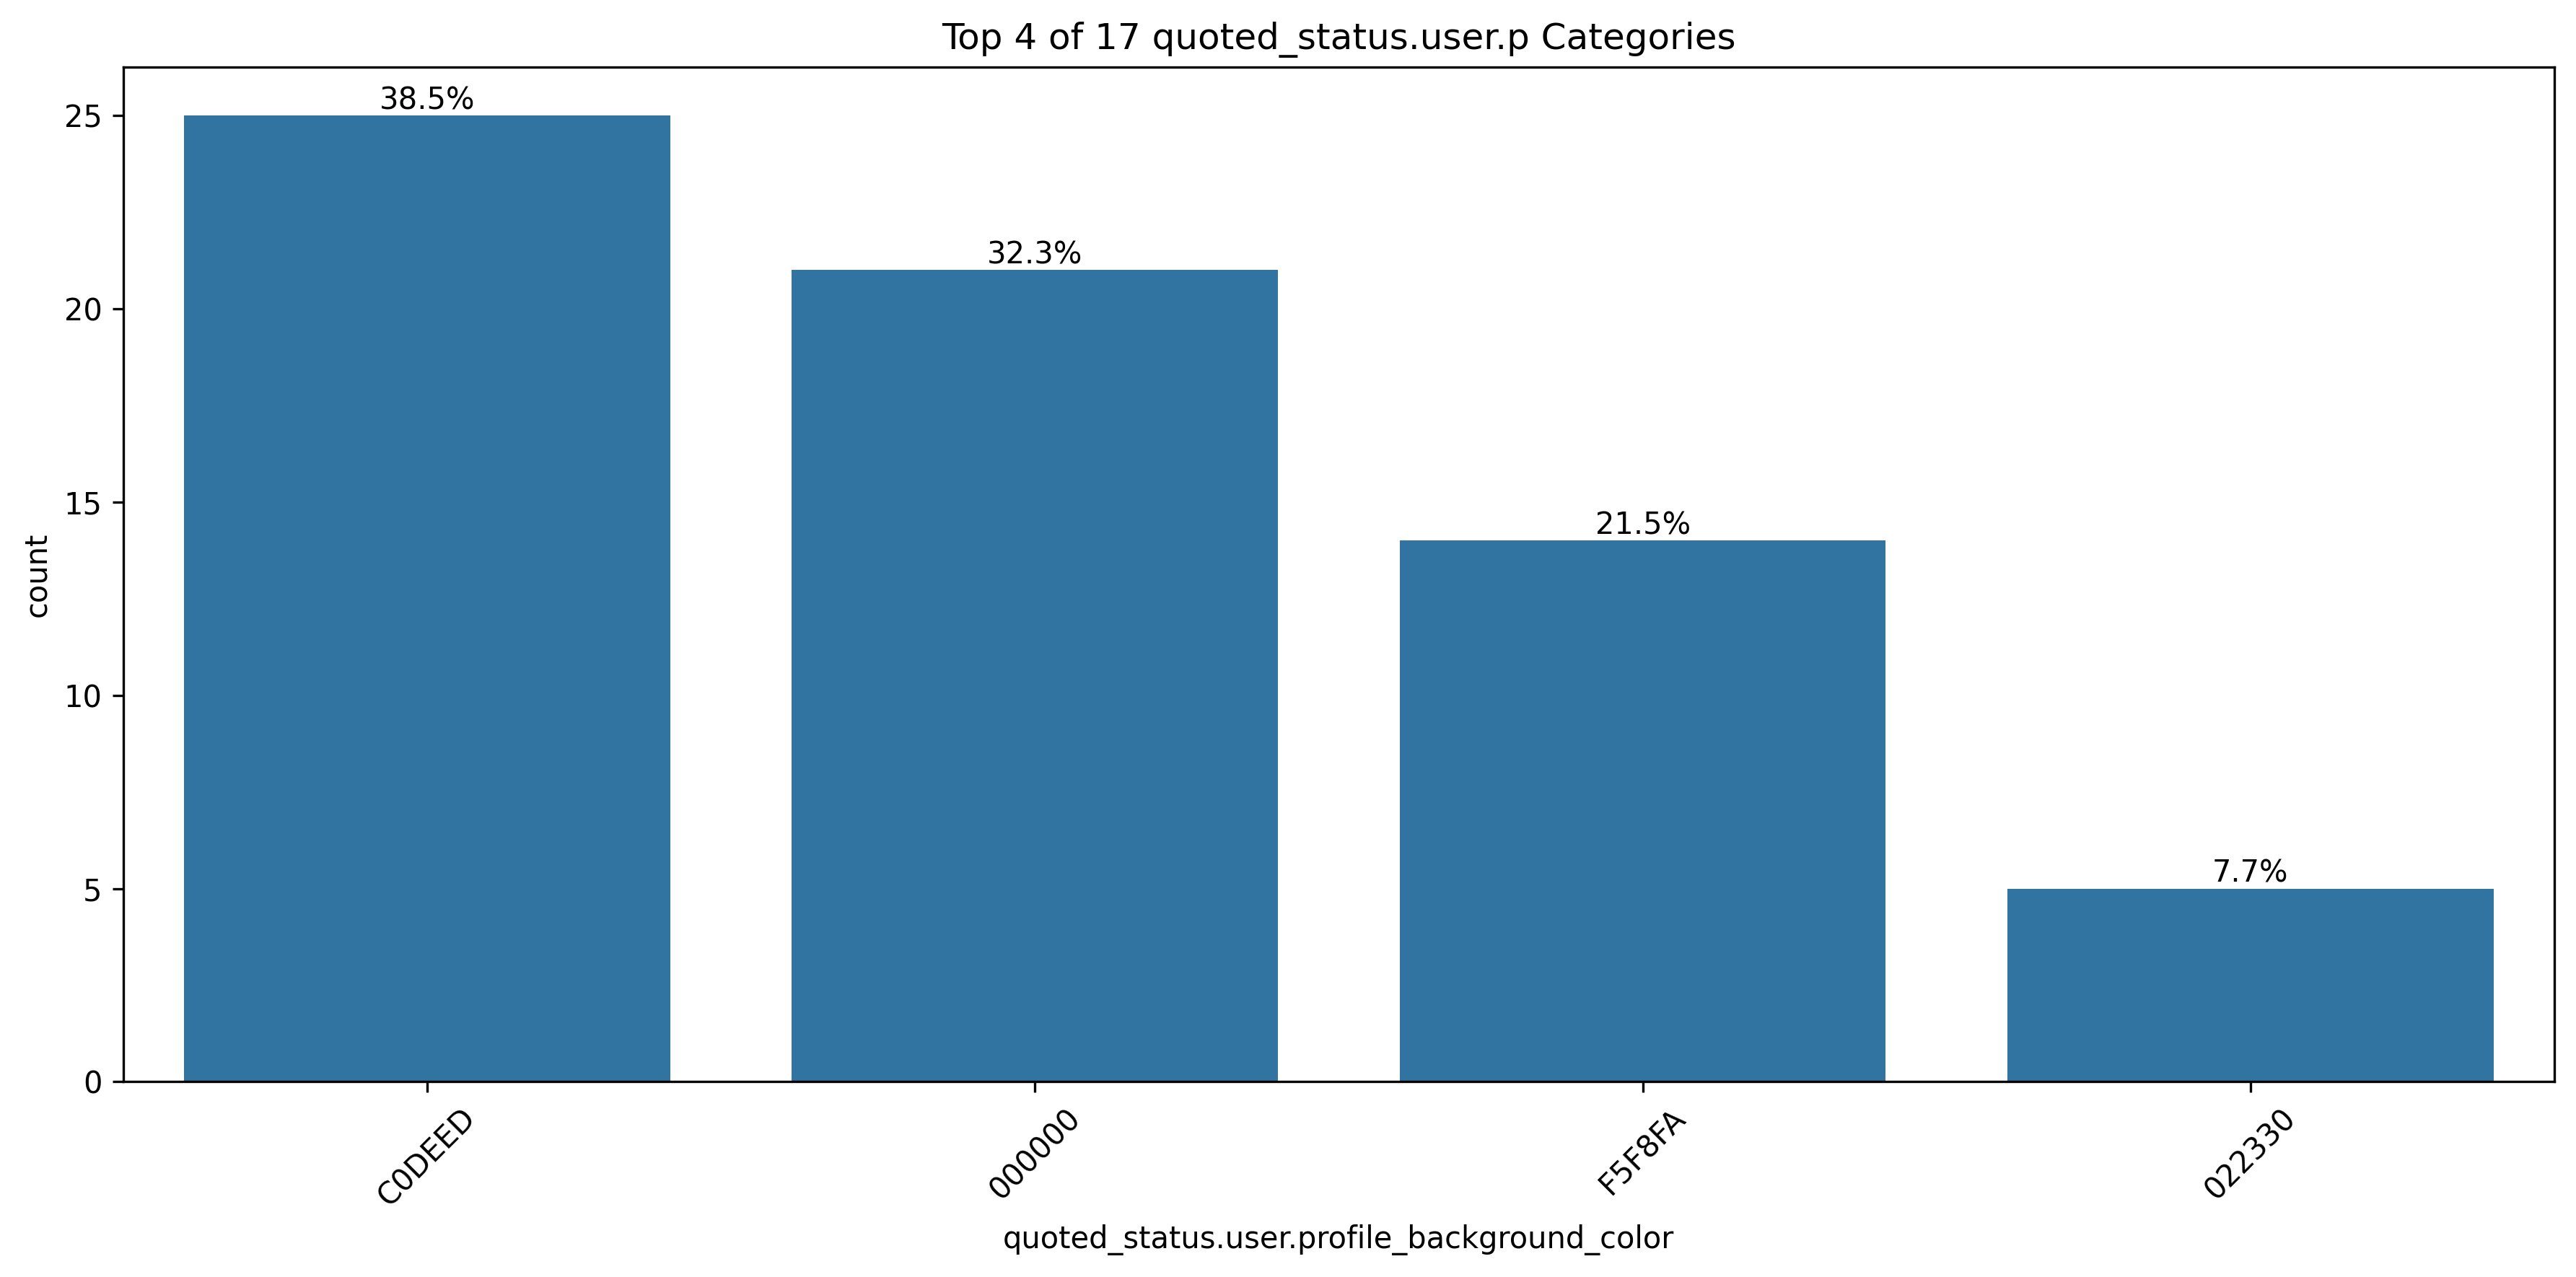 Top 4 of 17 quoted_status.user.p Categories
38.5%
32.3%
21.5%
7.7%
25
20
15
10
5
0
count
C0DEED
000000
F5F8FA
022330
quoted_status.user.profile_background_color